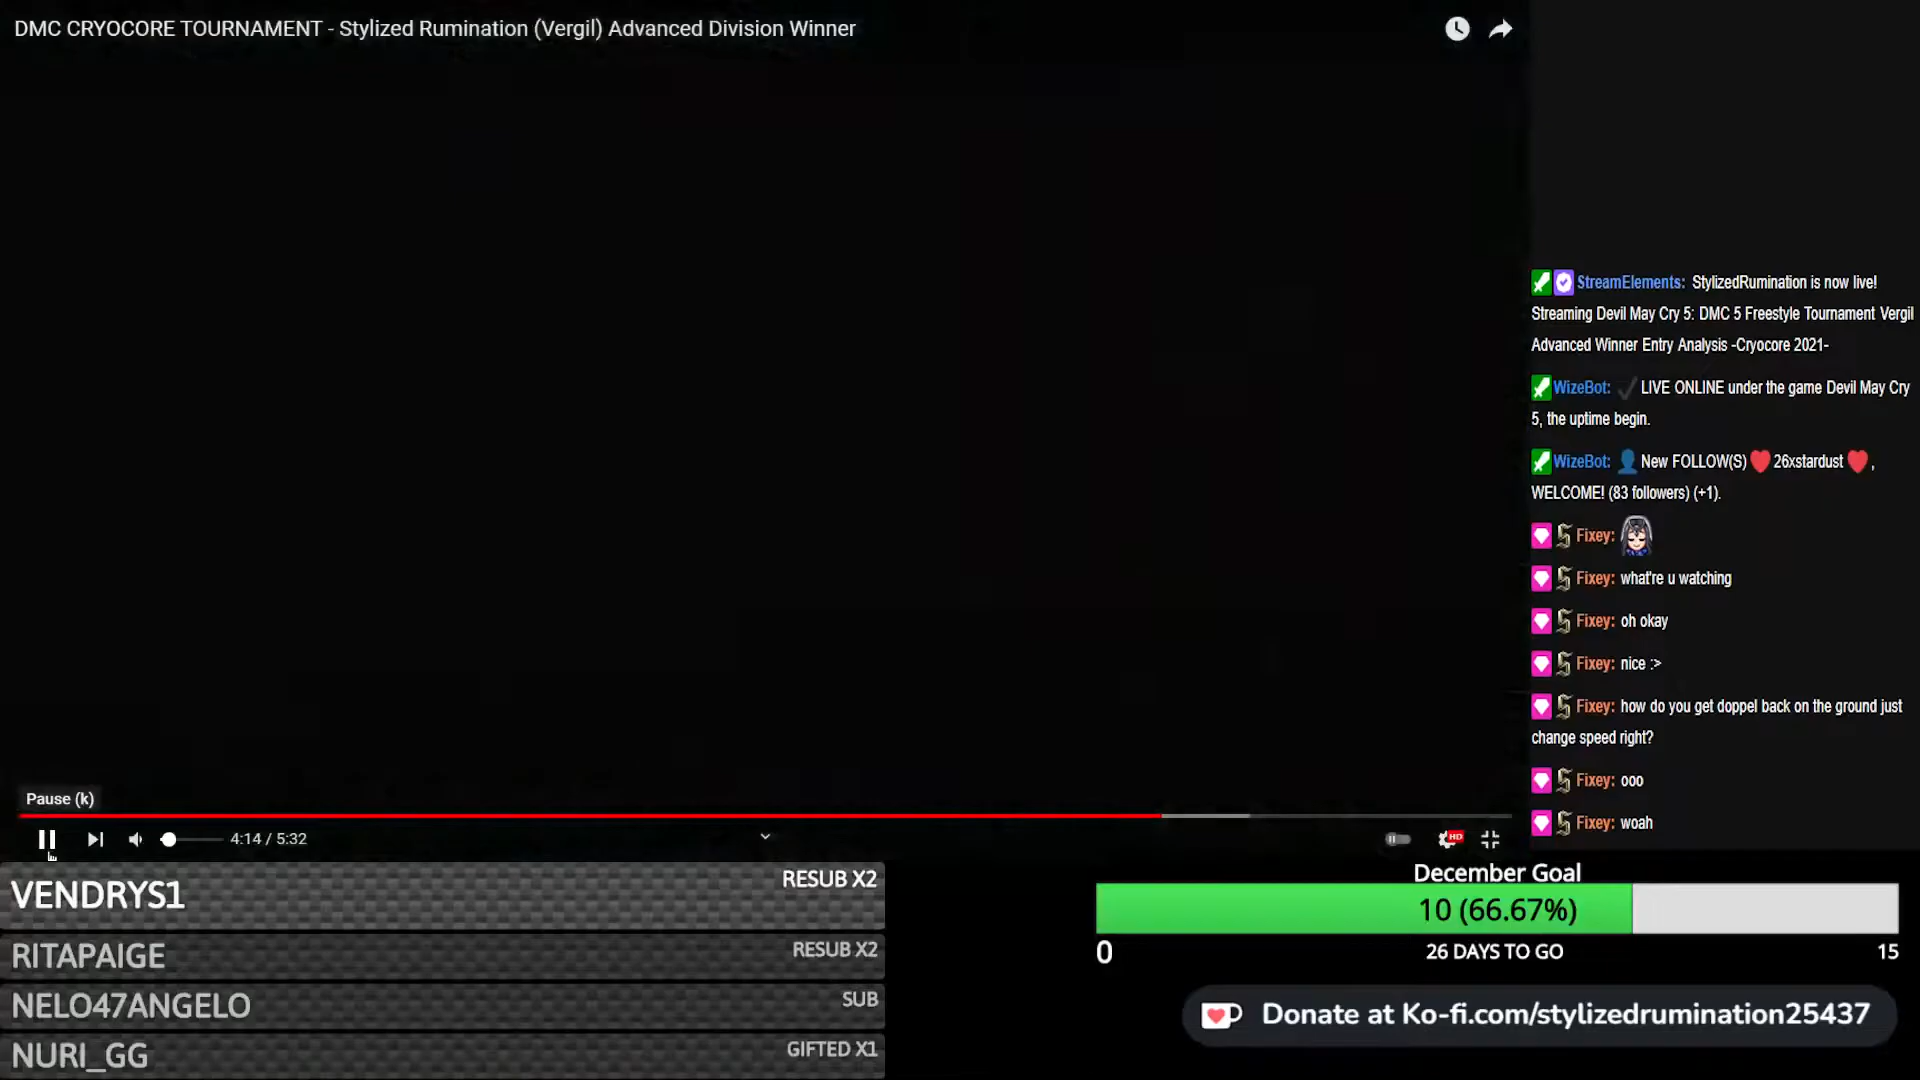 DMC CRYOCORE TOURNAMENT - Stylized Rumination (Vergil) Advanced Division Winner
StreamElements: StylizedRumination is now live!
Streaming Devil May Cry 5: DMC 5 Freestyle Tournament Vergil
Advanced Winner Entry Analysis -Cryocore 2021-
WizeBot: LIVE ONLINE under the game Devil May Cry
5, the uptime begin.
WizeBot: New FOLLOW(S) 26xstardust ,
WELCOME! (83 followers) (+1).
Fixey:
Fixey: what're u watching
Fixey: oh okay
Fixey: nice :>
Fixey: how do you get doppel back on the ground just
change speed right?
Fixey: ooo
Fixey: woah
Pause (k)
4:14 / 5:32
HD
VENDRYS1 RESUB X2
RITAPAIGE RESUB X2
NELO47ANGELO SUB
NURI_GG GIFTED X1
December Goal
10 (66.67%)
0 26 DAYS TO GO 15
Donate at Ko-fi.com/stylizedrumination25437